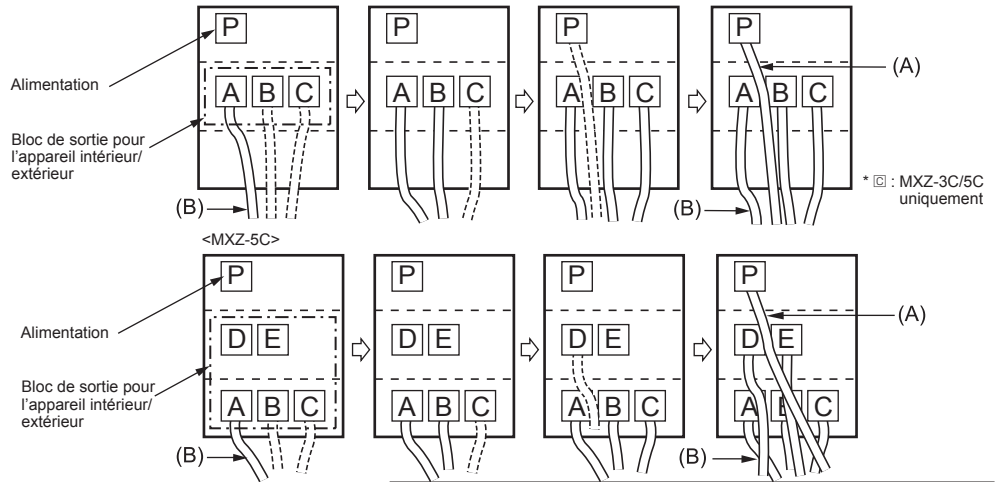 P P P P
(A)
Alimentation
A B C A B C A B C A B C
Bloc de sortie pour
l'appareil intérieur/
extérieur
* C : MXZ-3C/5C
uniquement
(B) (B)
<MXZ-5C>
P P P P
(A)
Alimentation
D E D E D E D E
Bloc de sortie pour
l'appareil intérieur/
extérieur
A B C A B C A B C A B C
(B) (B)